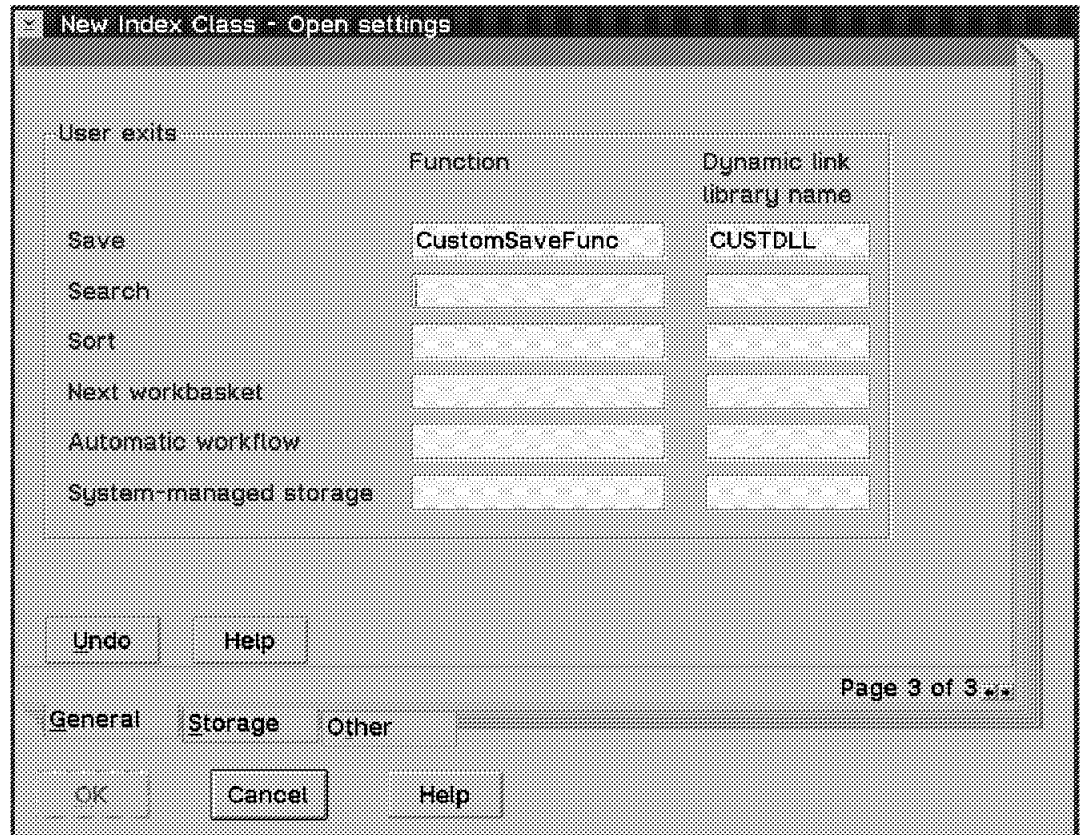 New Index Class - Open settings
User exits
Function Dynamic link
library name
Save CustomSaveFunc CUSTDLL
Search
Sort
Next workbasket
Automatic workflow
System-managed storage
Undo Help
Page 3 of 3
General Storage Other
OK Cancel Help